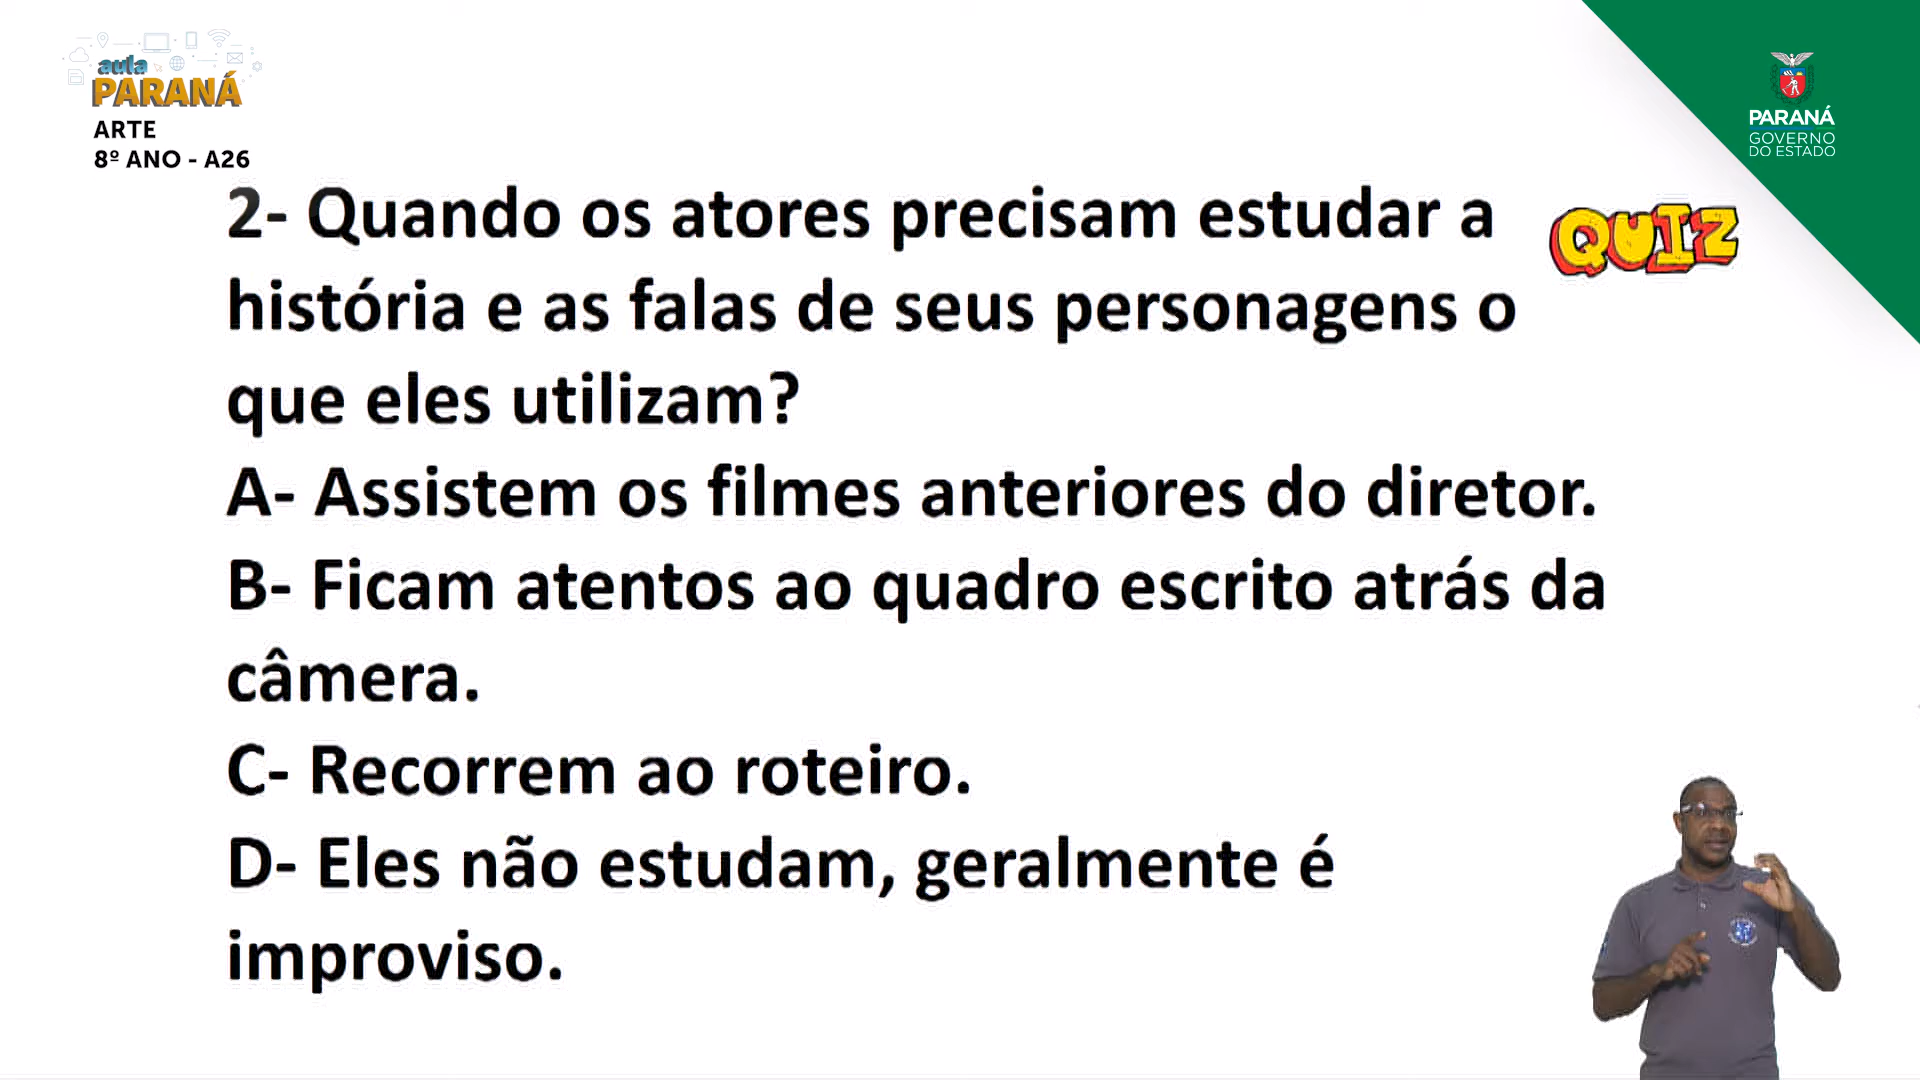 aula
PARANÁ
ARTE
8º ANO - A26
PARANÁ
GOVERNO
DO ESTADO
QUIZ
2- Quando os atores precisam estudar a
história e as falas de seus personagens o
que eles utilizam?
A- Assistem os filmes anteriores do diretor.
B- Ficam atentos ao quadro escrito atrás da
câmera.
C- Recorrem ao roteiro.
D- Eles não estudam, geralmente é
improviso.